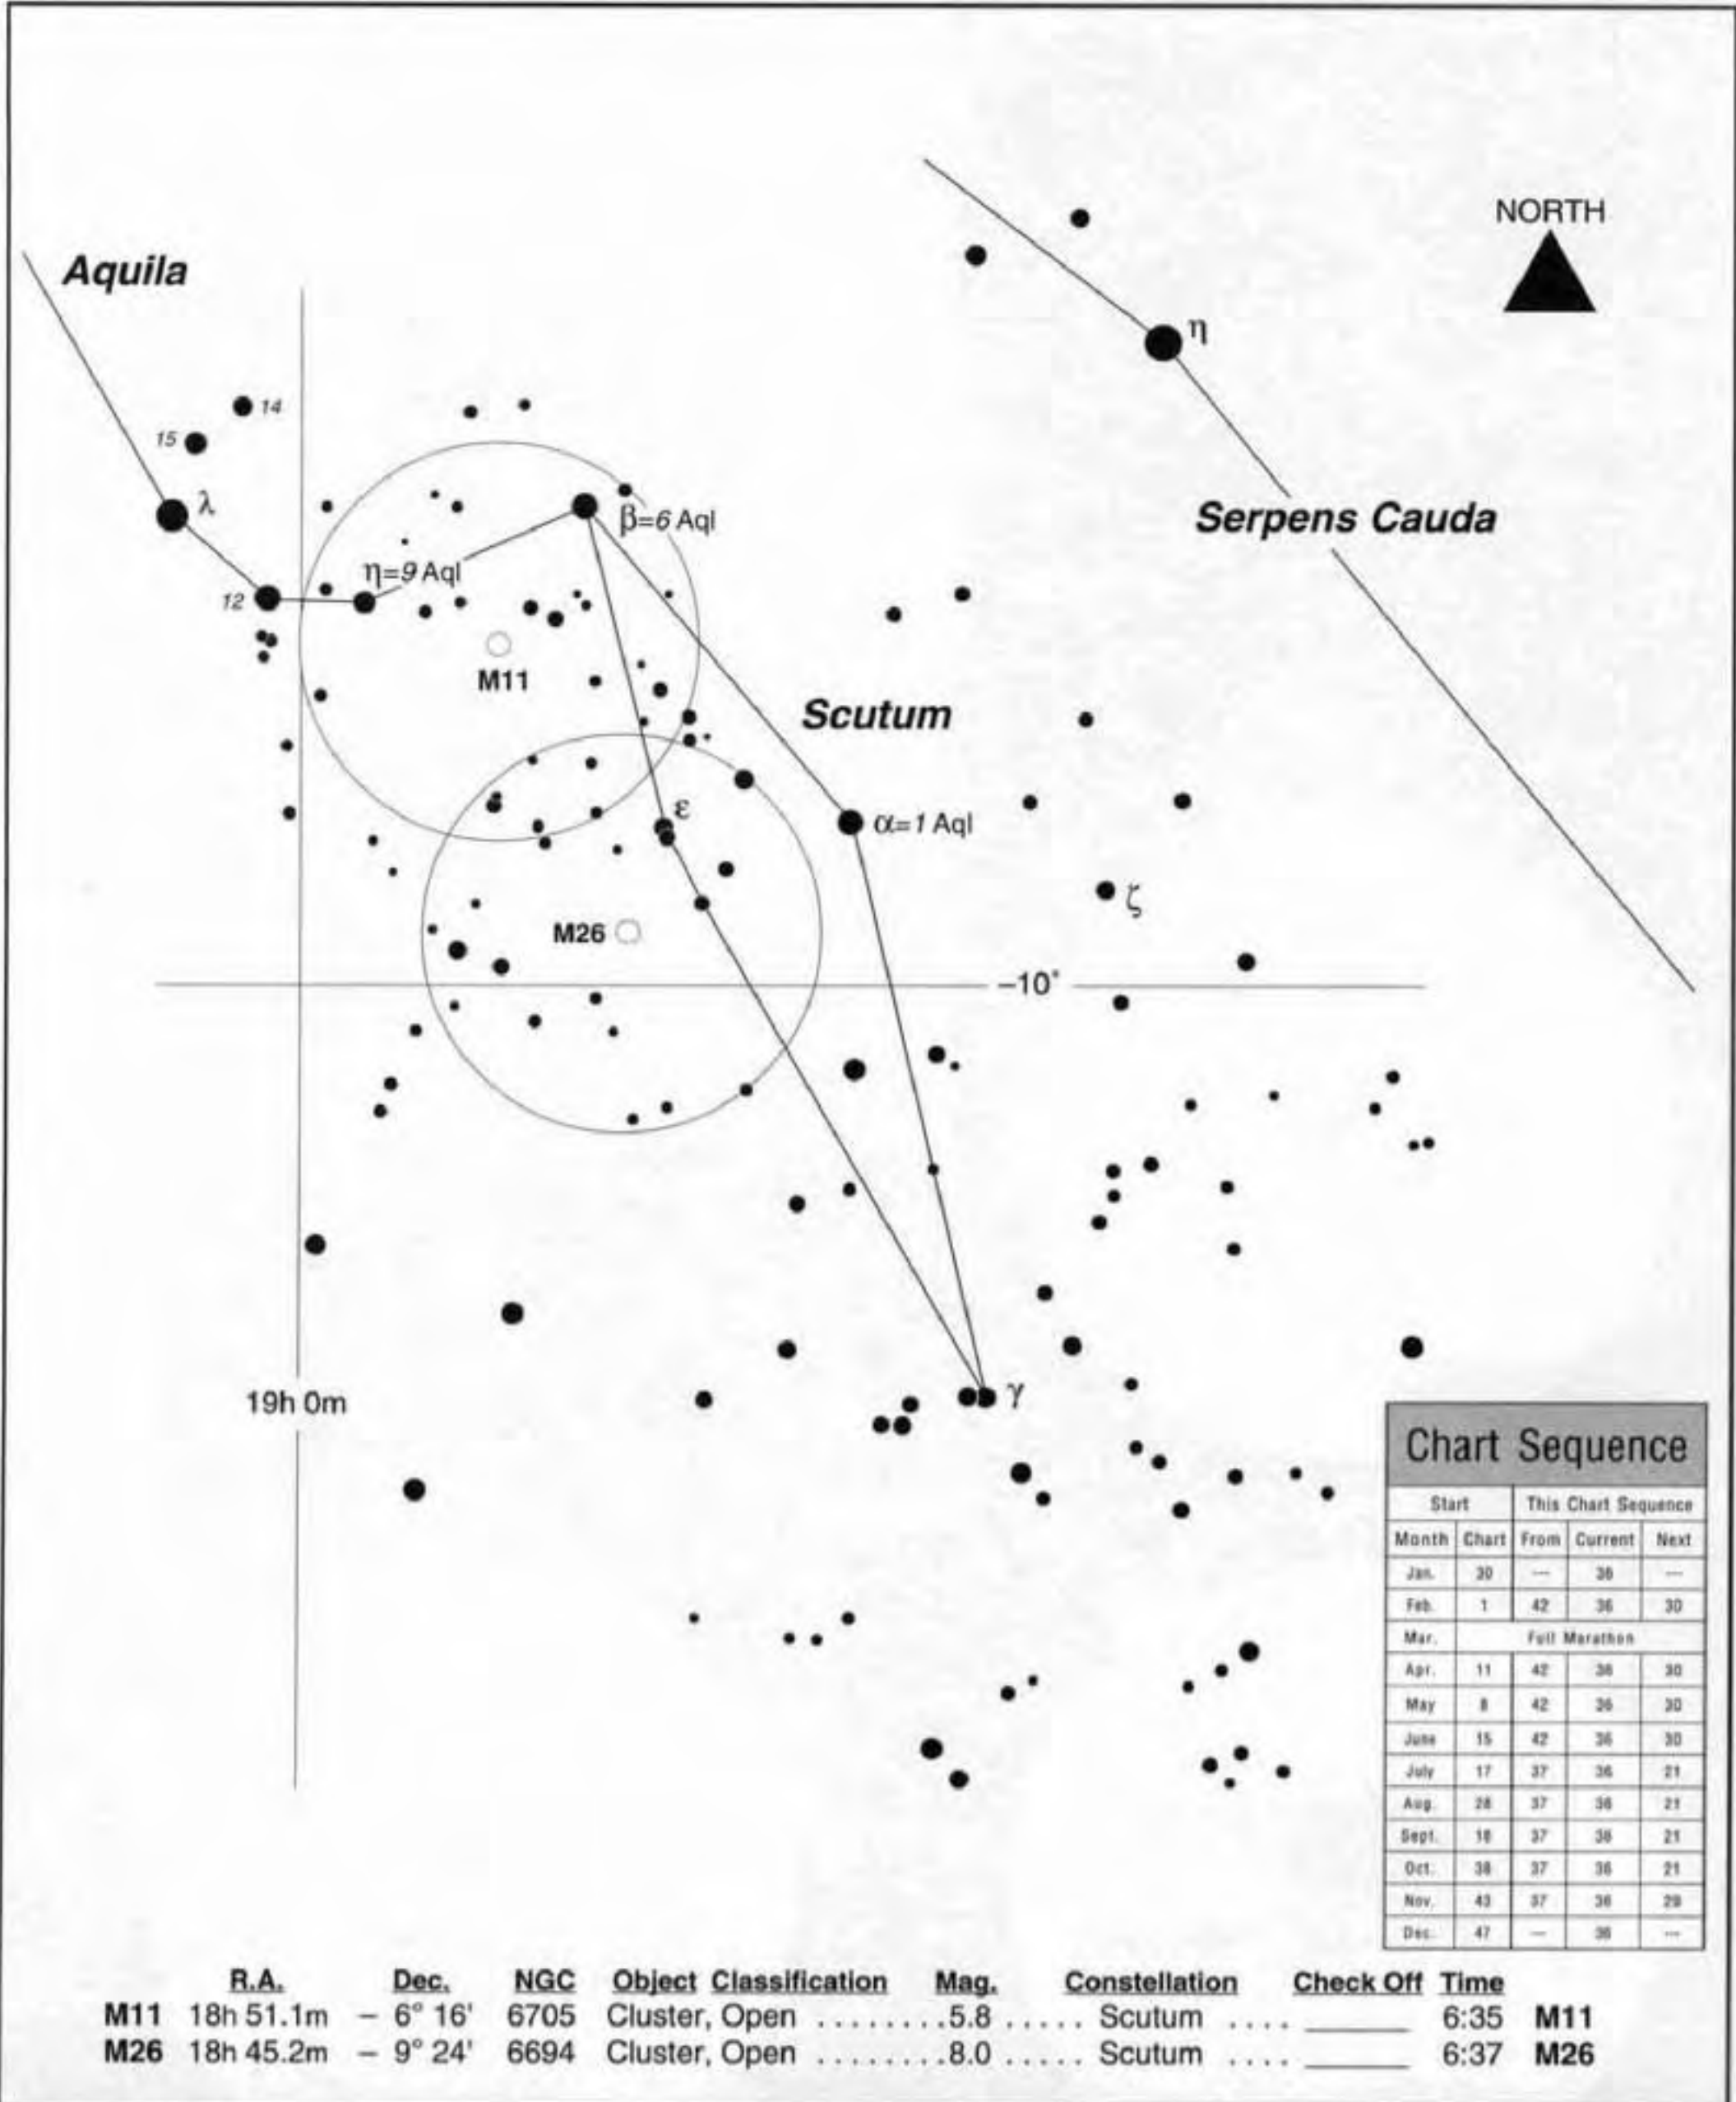 NORTH
Aquila
η
14
15
λ
Serpens Cauda
β=6 Aql
η=9 Aql
12
M11
Scutum
ε
α=1 Aql
ζ
M26
–10°
19h 0m
γ
Chart Sequence
Start This Chart Sequence
Month Chart From Current Next
Jan. 30 --- 36 ---
Feb. 1 42 36 30
Mar. Full Marathon
Apr. 11 42 36 30
May 8 42 36 30
June 15 42 36 30
July 17 37 36 21
Aug. 28 37 36 21
Sept. 18 37 36 21
Oct. 38 37 36 21
Nov. 43 37 36 29
Dec. 47 --- 36 ---
R.A. Dec. NGC Object Classification Mag. Constellation Check Off Time
M11 18h 51.1m – 6° 16' 6705 Cluster, Open ........5.8 ..... Scutum .... _______ 6:35 M11
M26 18h 45.2m – 9° 24' 6694 Cluster, Open ........8.0 ..... Scutum .... _______ 6:37 M26